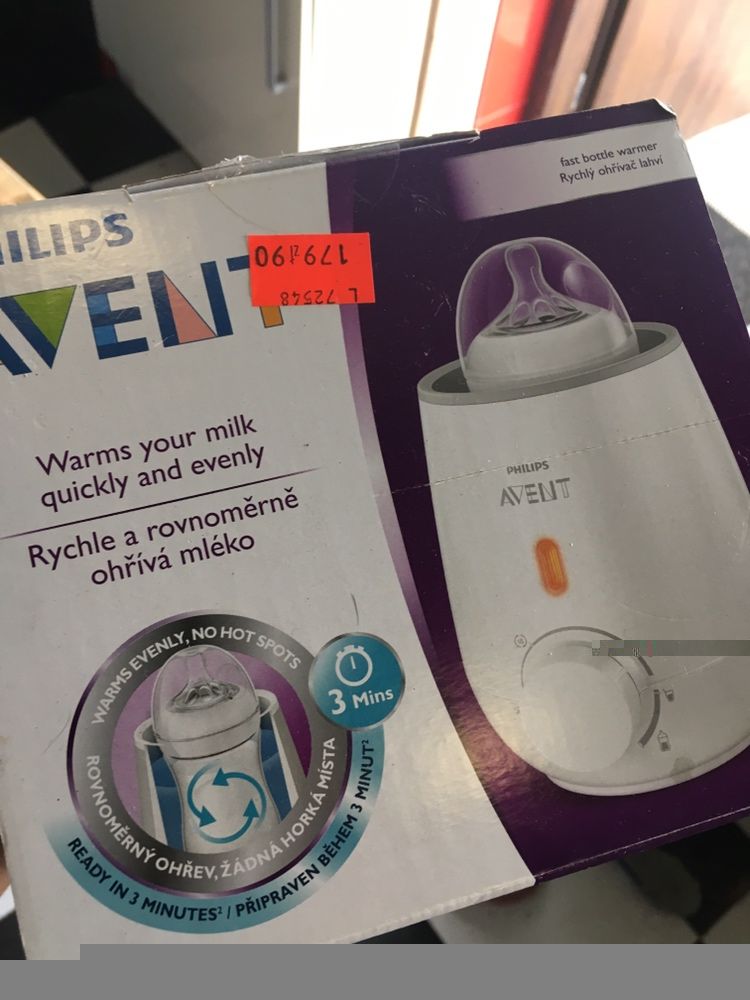 fast bottle warmer
Rychlý ohřívač lahví
HILIPS
AVENT
179 zł 90
L 72548
Warms your milk
quickly and evenly
Rychle a rovnoměrně
ohřívá mléko
PHILIPS
AVENT
WARMS EVENLY, NO HOT SPOTS
3 Mins
ROVNOMĚRNÝ OHŘEV, ŽÁDNÁ HORKÁ MÍSTA
READY IN 3 MINUTES² / PŘIPRAVEN BĚHEM 3 MINUT²